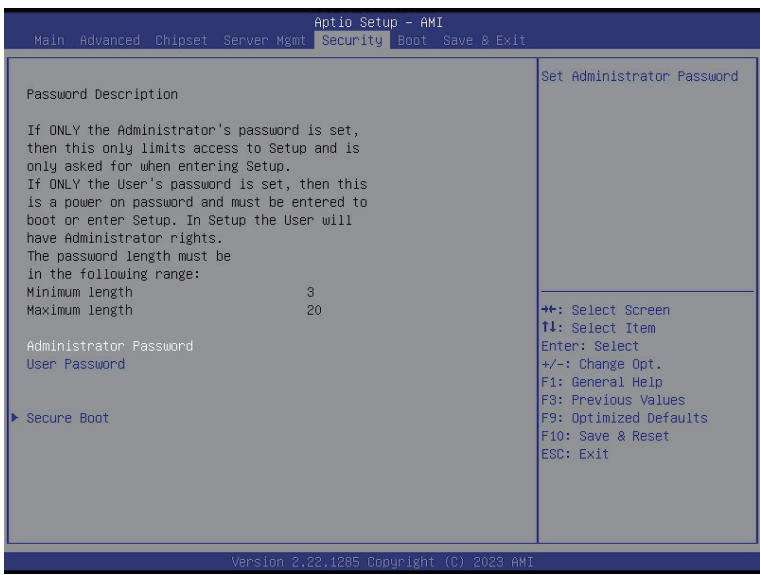 Aptio Setup – AMI
Main Advanced Chipset Server Mgmt Security Boot Save & Exit
Password Description
If ONLY the Administrator's password is set,
then this only limits access to Setup and is
only asked for when entering Setup.
If ONLY the User's password is set, then this
is a power on password and must be entered to
boot or enter Setup. In Setup the User will
have Administrator rights.
The password length must be
in the following range:
Minimum length 3
Maximum length 20
Administrator Password
User Password
▶ Secure Boot
Set Administrator Password
→←: Select Screen
↑↓: Select Item
Enter: Select
+/-: Change Opt.
F1: General Help
F3: Previous Values
F9: Optimized Defaults
F10: Save & Reset
ESC: Exit
Version 2.22.1285 Copyright (C) 2023 AMI